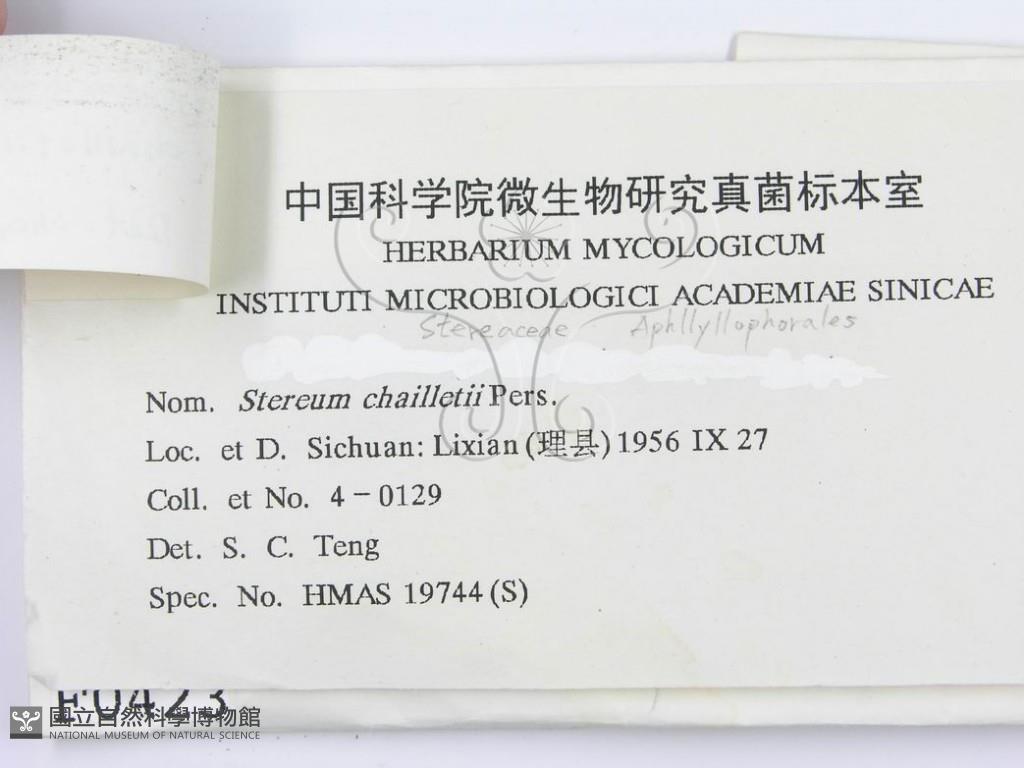 中国科学院微生物研究真菌标本室
HERBARIUM MYCOLOGICUM
INSTITUTI MICROBIOLOGICI ACADEMIAE SINICAE
Stereaceae Aphllyllophorales
Nom. Stereum chailletii Pers.
Loc. et D. Sichuan: Lixian (理县) 1956 IX 27
Coll. et No. 4-0129
Det. S. C. Teng
Spec. No. HMAS 19744 (S)
F0423
國立自然科學博物館
NATIONAL MUSEUM OF NATURAL SCIENCE